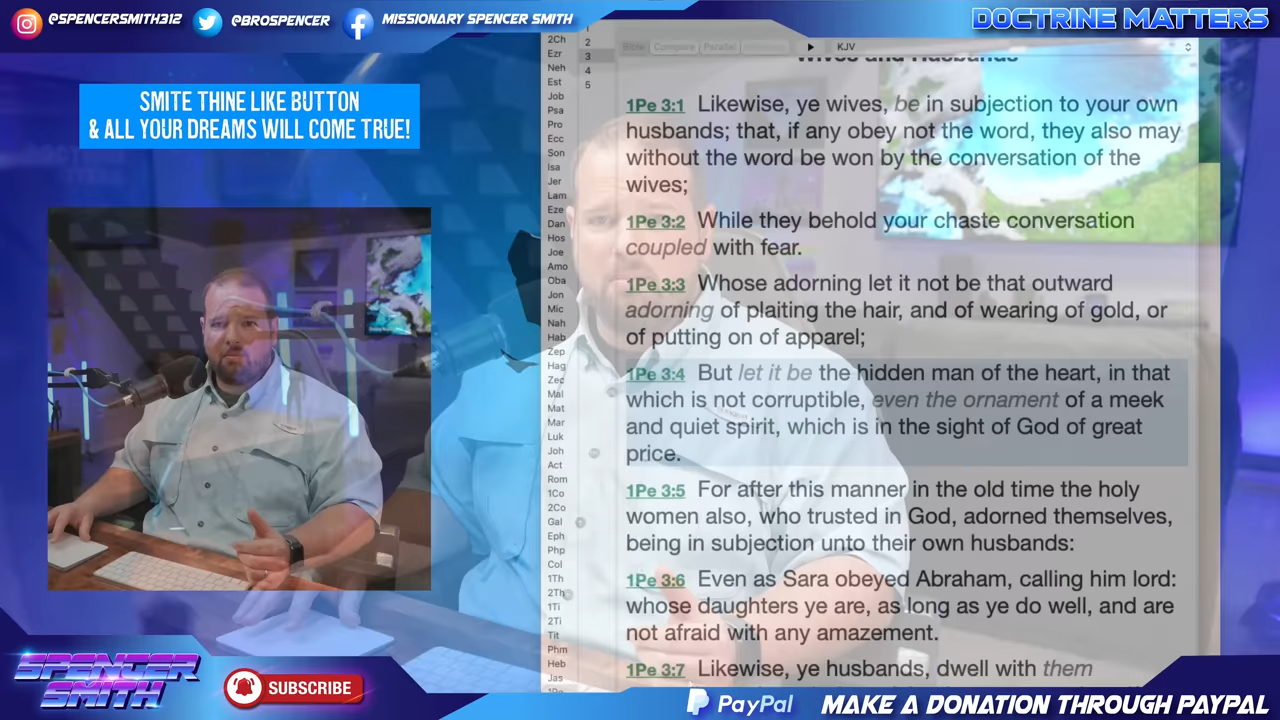 @SPENCERSMITH312
@BROSPENCER
MISSIONARY SPENCER SMITH
DOCTRINE MATTERS
SMITE THINE LIKE BUTTON
& ALL YOUR DREAMS WILL COME TRUE!
2Ch
Ezr
Neh
Est
Job
Psa
Pro
Ecc
Son
Isa
Jer
Lam
Eze
Dan
Hos
Joe
Amo
Oba
Jon
Mic
Nah
Hab
Zep
Hag
Zec
Mal
Mat
Mar
Luk
Joh
Act
Rom
1Co
2Co
Gal
Eph
Php
Col
1Th
2Th
1Ti
2Ti
Tit
Phm
Heb
Jas
2
3
4
5
Bible Compare Parallel
KJV
Wives and Husbands
1Pe 3:1 Likewise, ye wives, be in subjection to your own
husbands; that, if any obey not the word, they also may
without the word be won by the conversation of the
wives;
1Pe 3:2 While they behold your chaste conversation
coupled with fear.
1Pe 3:3 Whose adorning let it not be that outward
adorning of plaiting the hair, and of wearing of gold, or
of putting on of apparel;
1Pe 3:4 But let it be the hidden man of the heart, in that
which is not corruptible, even the ornament of a meek
and quiet spirit, which is in the sight of God of great
price.
1Pe 3:5 For after this manner in the old time the holy
women also, who trusted in God, adorned themselves,
being in subjection unto their own husbands:
1Pe 3:6 Even as Sara obeyed Abraham, calling him lord:
whose daughters ye are, as long as ye do well, and are
not afraid with any amazement.
1Pe 3:7 Likewise, ye husbands, dwell with them
SPENCER
SMITH
SUBSCRIBE
PayPal
MAKE A DONATION THROUGH PAYPAL